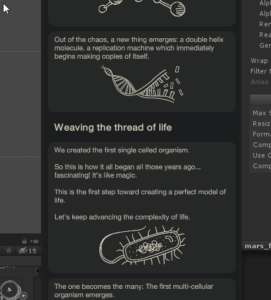 Out of the chaos, a new thing emerges: a double helix
molecule, a replication machine which immediately
begins making copies of itself.
Weaving the thread of life
We created the first single celled organism.
So this is how it all began all those years ago...
fascinating! It's like magic.
This is the first step toward creating a perfect model of
life.
Let's keep advancing the complexity of life.
The one becomes the many: The first multi-cellular
organism emerges.
15
Alp
Alp
Rea
Gen
Wrap
Filter
Aniso
Max S
Resiz
Forma
Comp
Use C
Comp
mars_